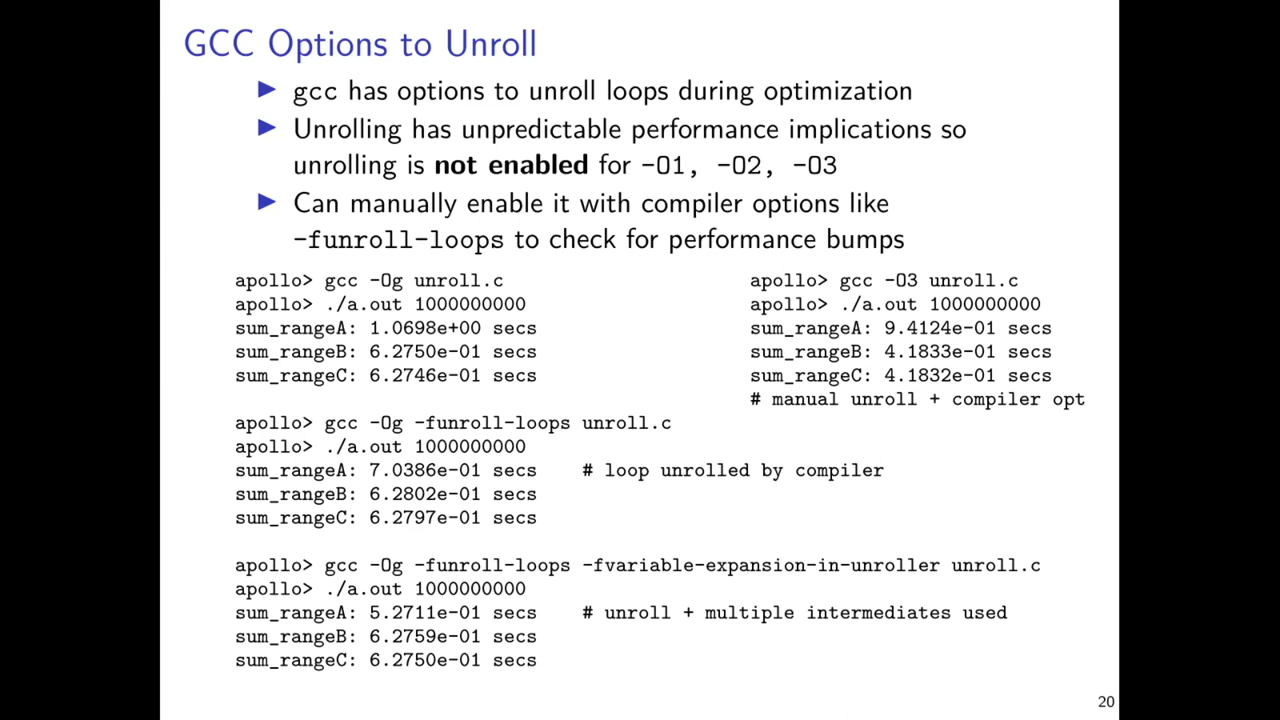 GCC Options to Unroll
▶ gcc has options to unroll loops during optimization
▶ Unrolling has unpredictable performance implications so
unrolling is not enabled for -O1, -O2, -O3
▶ Can manually enable it with compiler options like
-funroll-loops to check for performance bumps
apollo> gcc -Og unroll.c
apollo> ./a.out 1000000000
sum_rangeA: 1.0698e+00 secs
sum_rangeB: 6.2750e-01 secs
sum_rangeC: 6.2746e-01 secs
apollo> gcc -O3 unroll.c
apollo> ./a.out 1000000000
sum_rangeA: 9.4124e-01 secs
sum_rangeB: 4.1833e-01 secs
sum_rangeC: 4.1832e-01 secs
# manual unroll + compiler opt
apollo> gcc -Og -funroll-loops unroll.c
apollo> ./a.out 1000000000
sum_rangeA: 7.0386e-01 secs # loop unrolled by compiler
sum_rangeB: 6.2802e-01 secs
sum_rangeC: 6.2797e-01 secs
apollo> gcc -Og -funroll-loops -fvariable-expansion-in-unroller unroll.c
apollo> ./a.out 1000000000
sum_rangeA: 5.2711e-01 secs # unroll + multiple intermediates used
sum_rangeB: 6.2759e-01 secs
sum_rangeC: 6.2750e-01 secs
20